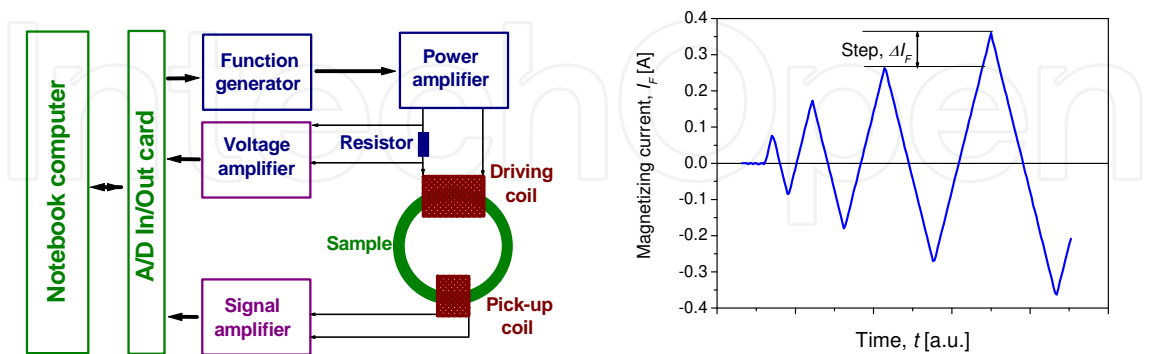 Notebook computer
A/D In/Out card
Function
generator
Power
amplifier
Voltage
amplifier
Resistor
Driving
coil
Sample
Signal
amplifier
Pick-up
coil
IntechOpen
Magnetizing current, I_F [A]
0.4
0.3
0.2
0.1
0.0
-0.1
-0.2
-0.3
0.4
Step, ΔI_F
Time, t [a.u.]